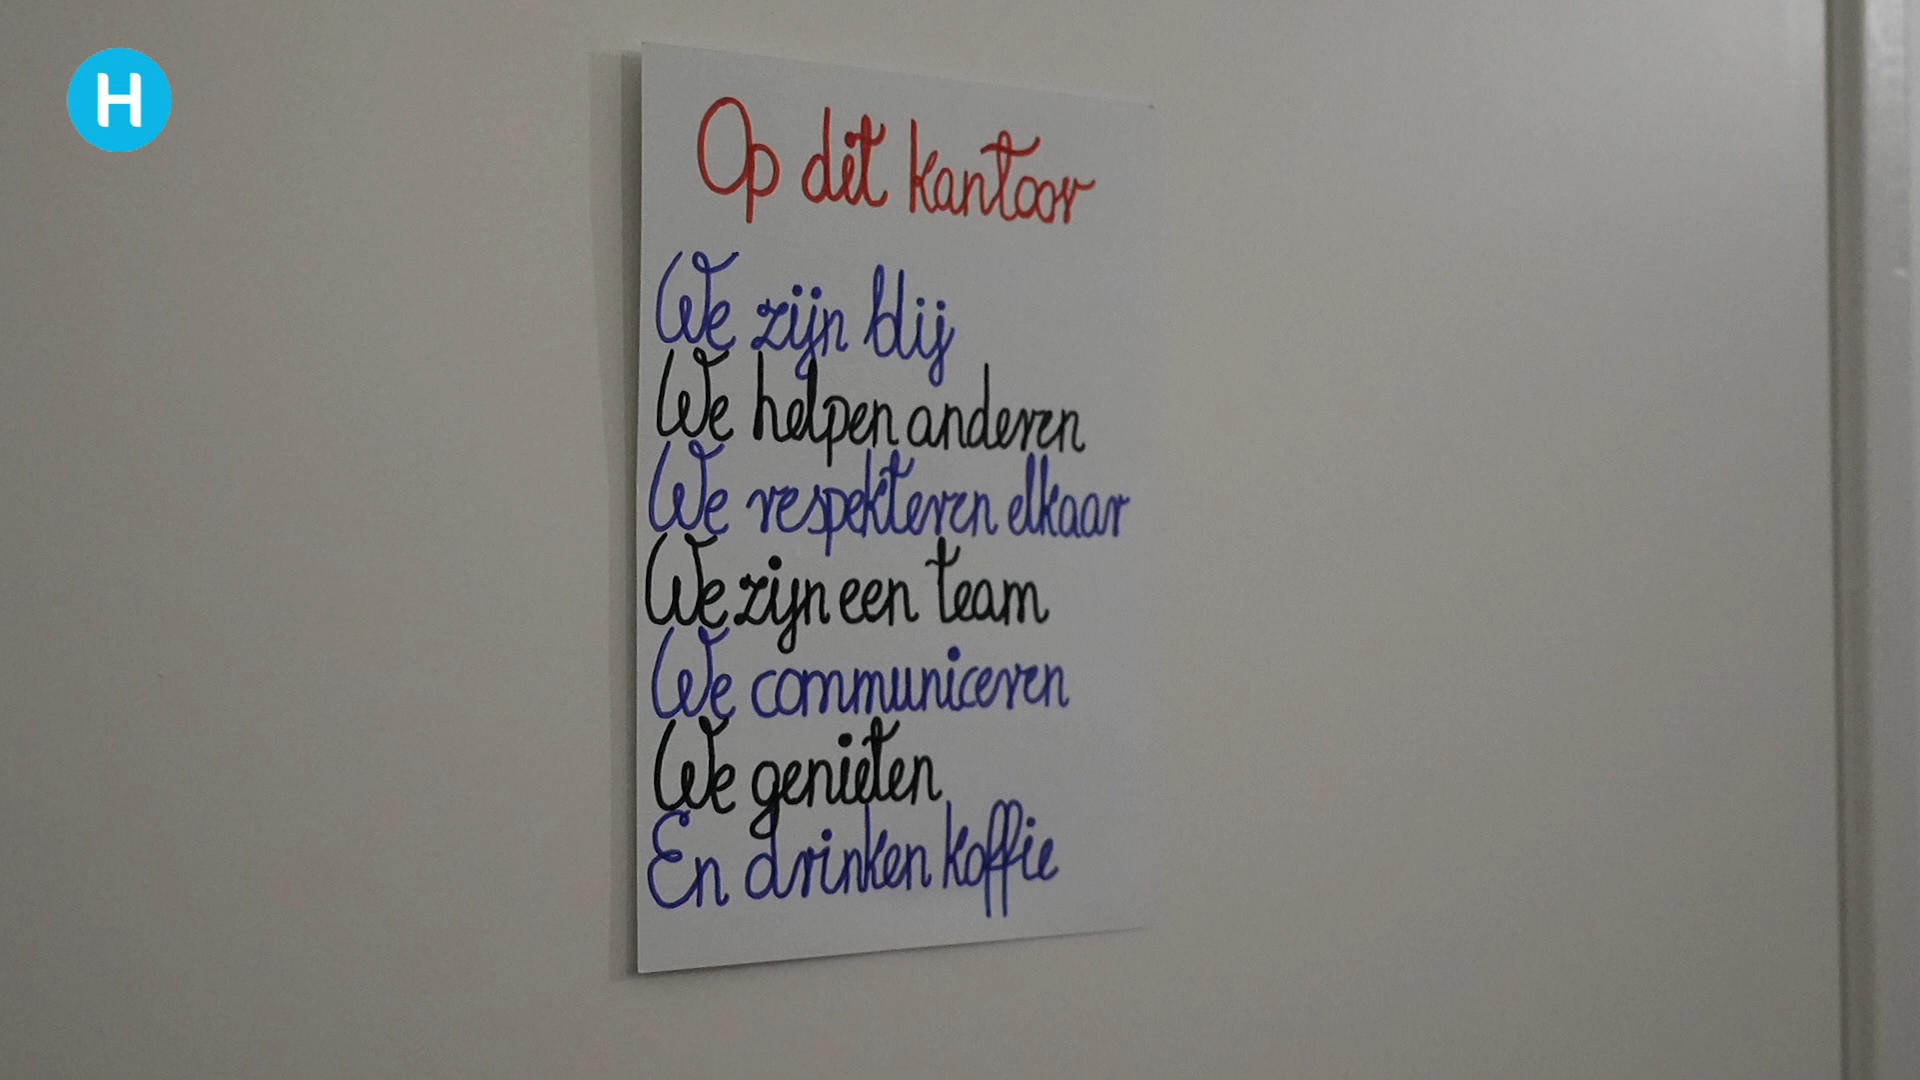 H
Op dit kantoor
We zijn blij
We helpen anderen
We respekteren elkaar
We zijn een team
We communiceren
We genieten
En drinken koffie